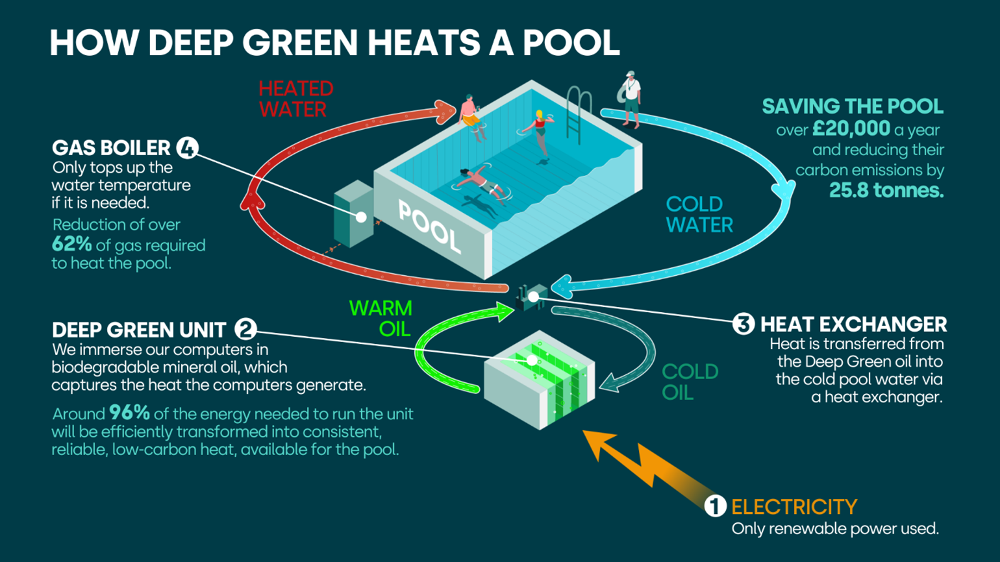 HOW DEEP GREEN HEATS A POOL
HEATED
WATER
SAVING THE POOL
over £20,000 a year
and reducing their
carbon emissions by
25.8 tonnes.
GAS BOILER 4
Only tops up the
water temperature
if it is needed.
Reduction of over
62% of gas required
to heat the pool.
POOL
COLD
WATER
WARM
OIL
DEEP GREEN UNIT 2
We immerse our computers in
biodegradable mineral oil, which
captures the heat the computers generate.
Around 96% of the energy needed to run the unit
will be efficiently transformed into consistent,
reliable, low-carbon heat, available for the pool.
3 HEAT EXCHANGER
Heat is transferred from
the Deep Green oil into
the cold pool water via
a heat exchanger.
COLD
OIL
1 ELECTRICITY
Only renewable power used.